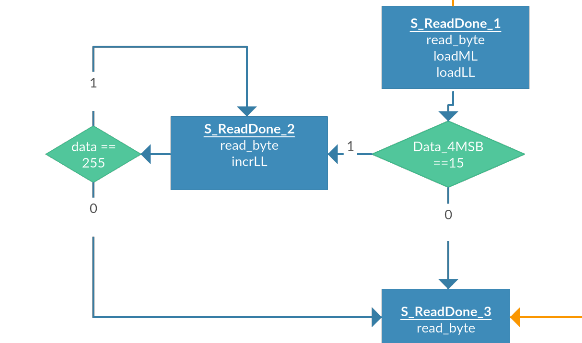 S_ReadDone_1
read_byte
loadML
loadLL
1
S_ReadDone_2
read_byte
incrLL
data ==
255
1
Data_4MSB
==15
0
0
S_ReadDone_3
read_byte